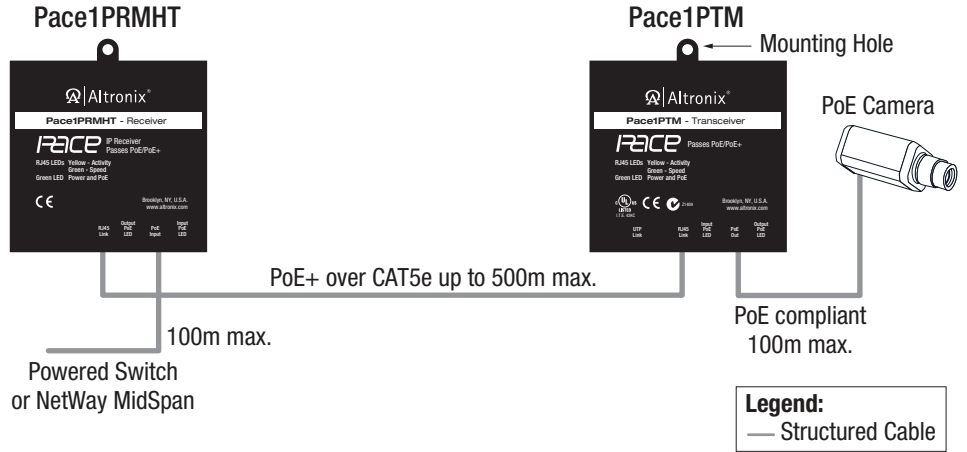 Pace1PRMHT
Pace1PTM
Mounting Hole
Altronix®
Pace1PRMHT - Receiver
PACE IP Receiver
Passes PoE/PoE+
RJ45 LEDs Yellow - Activity
Green - Speed
Green LED Power and PoE
CE
Brooklyn, NY, U.S.A.
www.altronix.com
RJ45 Link
Output PoE LED
PoE Input
Input PoE LED
Altronix®
Pace1PTM - Transceiver
PACE Passes PoE/PoE+
RJ45 LEDs Yellow - Activity
Green - Speed
Green LED Power and PoE
C UL US
LISTED
CE
Brooklyn, NY, U.S.A.
www.altronix.com
UTP Link
RJ45 Link
Input PoE LED
PoE Out
Output PoE LED
PoE Camera
PoE+ over CAT5e up to 500m max.
100m max.
Powered Switch
or NetWay MidSpan
PoE compliant
100m max.
Legend:
Structured Cable